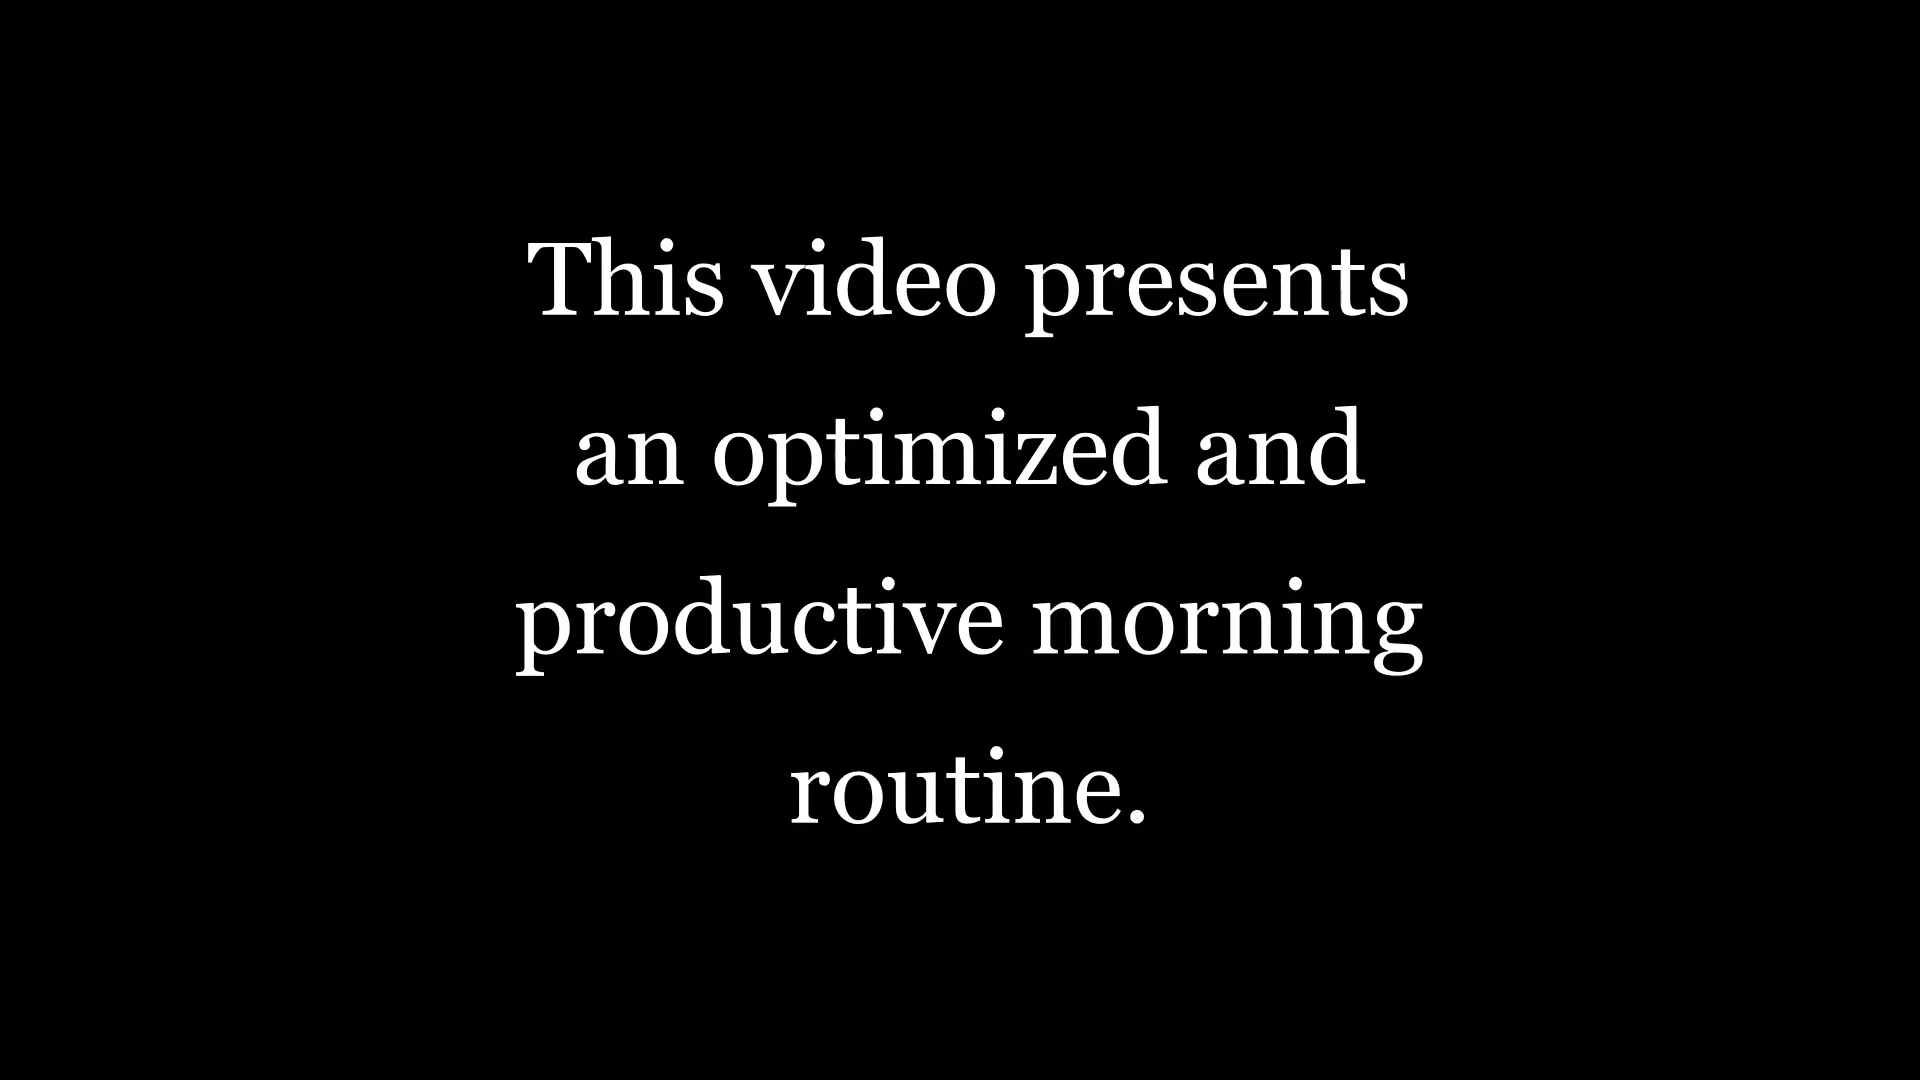 This video presents
an optimized and
productive morning
routine.